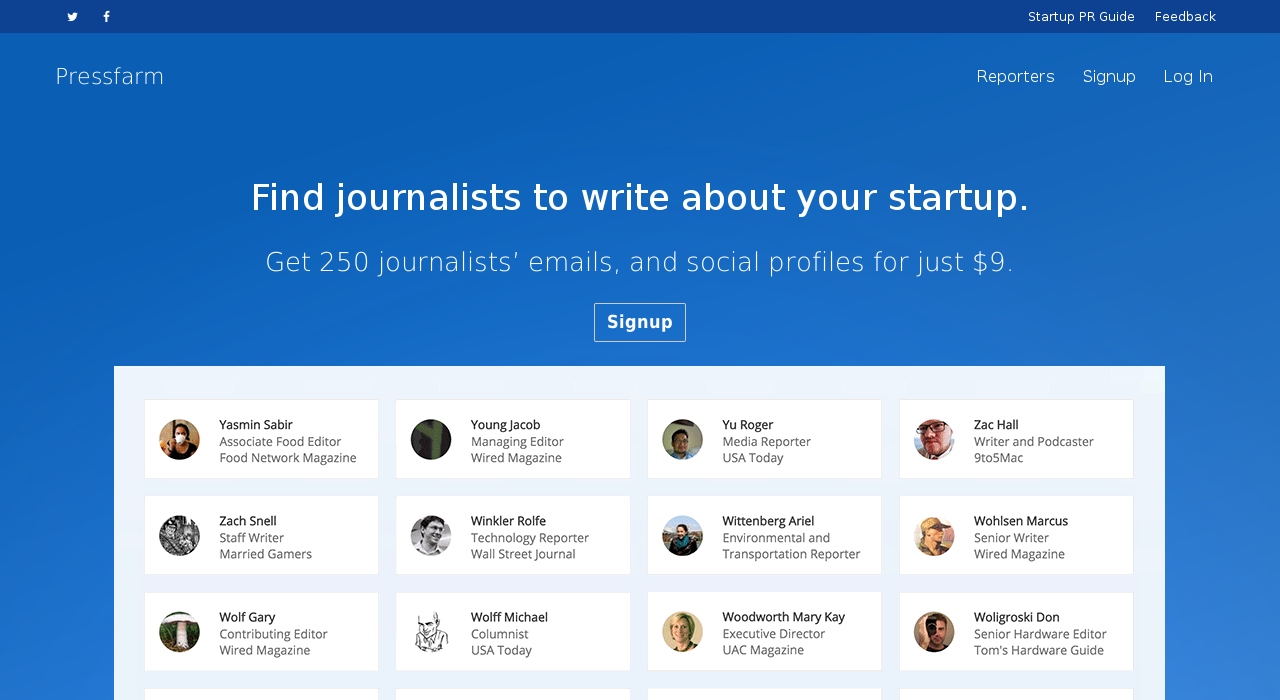 Startup PR Guide Feedback
Pressfarm
Reporters Signup Log In
Find journalists to write about your startup.
Get 250 journalists’ emails, and social profiles for just $9.
Signup
Yasmin Sabir
Associate Food Editor
Food Network Magazine
Young Jacob
Managing Editor
Wired Magazine
Yu Roger
Media Reporter
USA Today
Zac Hall
Writer and Podcaster
9to5Mac
Zach Snell
Staff Writer
Married Gamers
Winkler Rolfe
Technology Reporter
Wall Street Journal
Wittenberg Ariel
Environmental and
Transportation Reporter
Wohlsen Marcus
Senior Writer
Wired Magazine
Wolf Gary
Contributing Editor
Wired Magazine
Wolff Michael
Columnist
USA Today
Woodworth Mary Kay
Executive Director
UAC Magazine
Woligroski Don
Senior Hardware Editor
Tom's Hardware Guide